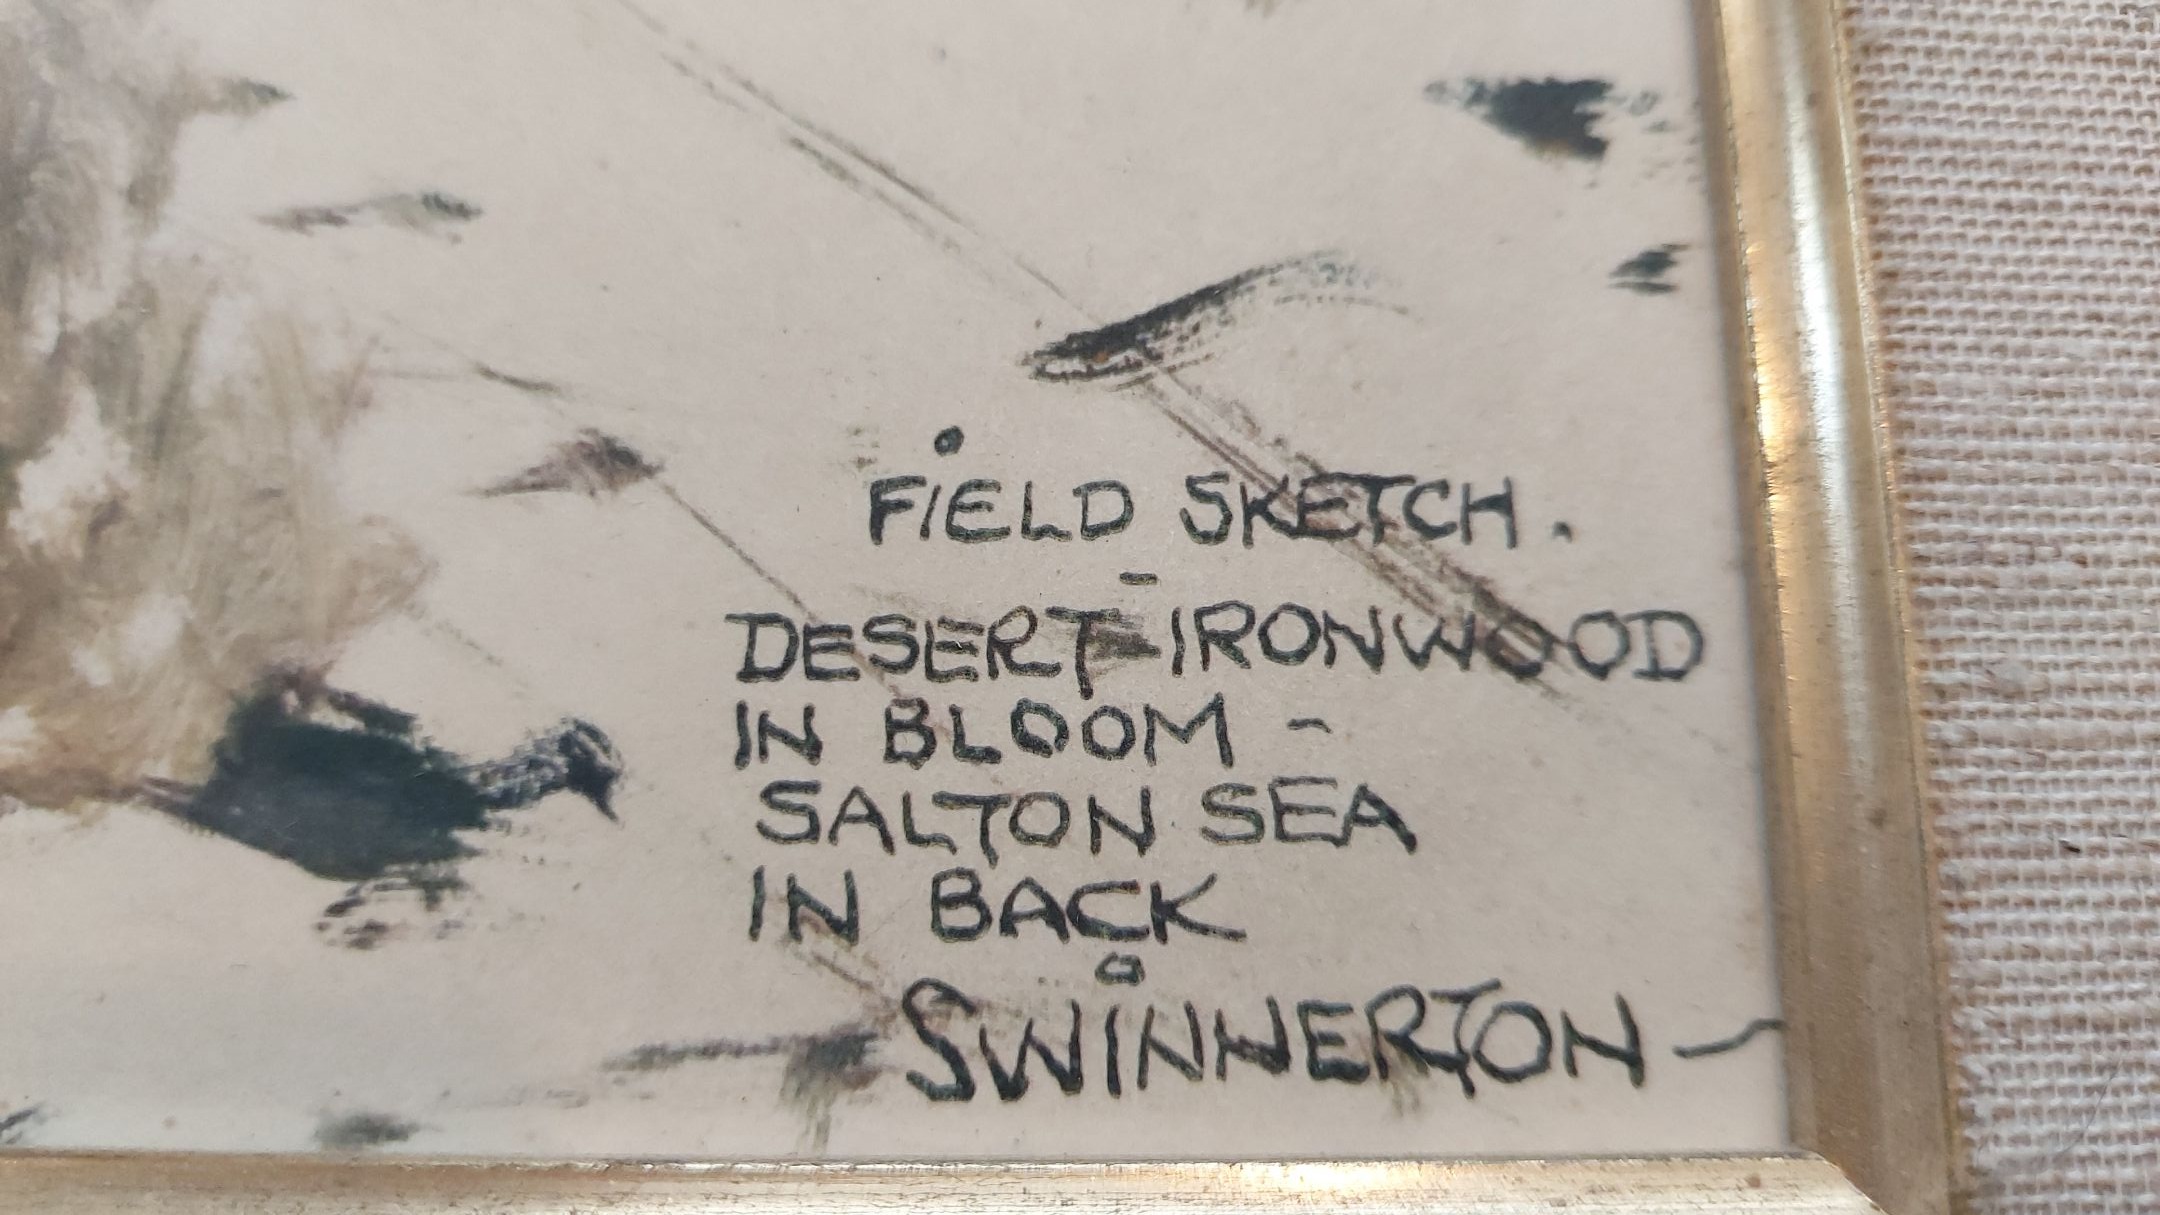 FIELD SKETCH.
-
DESERT-IRONWOOD
IN BLOOM -
SALTON SEA
IN BACK
SWINNERTON-